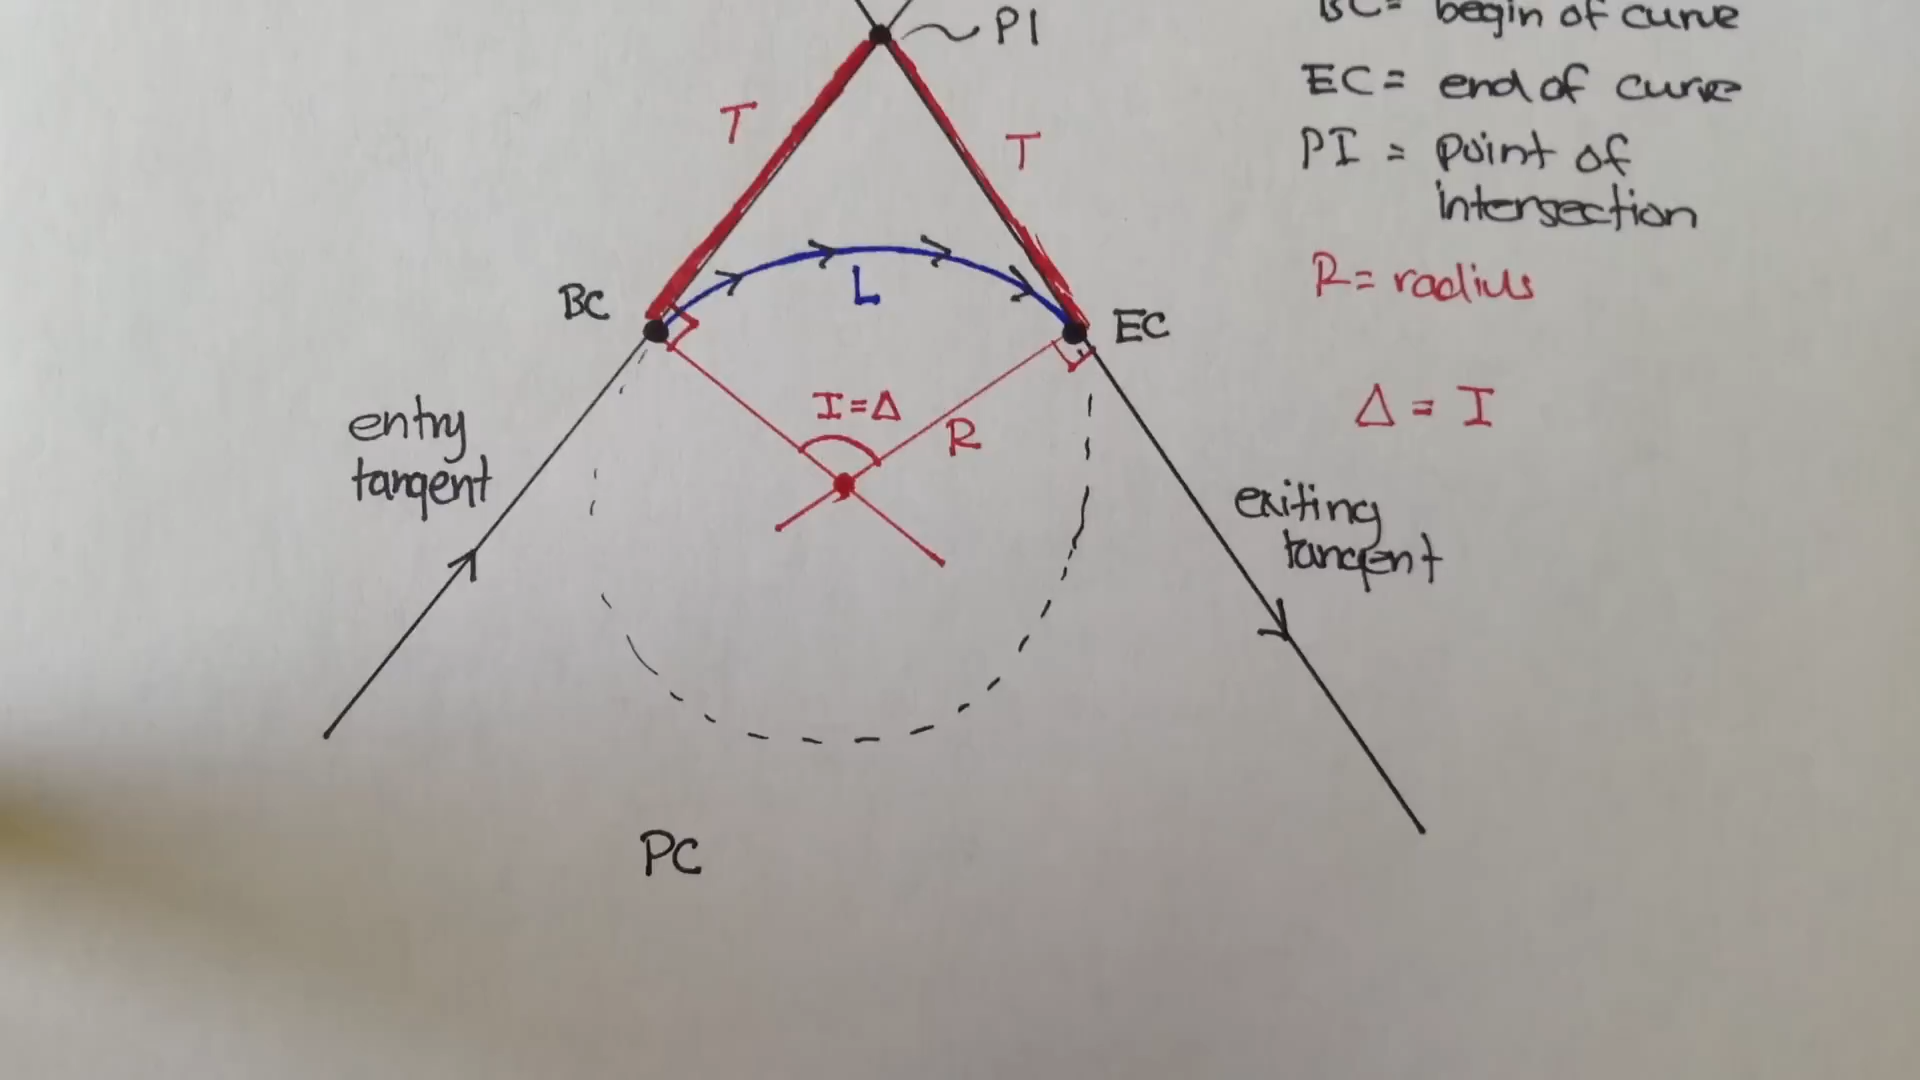 PI
BC= begin of curve
EC= end of curve
PI = point of
intersection
R= radius
Δ = I
T
T
BC
L
EC
I=Δ
R
entry
tangent
exiting
tangent
PC